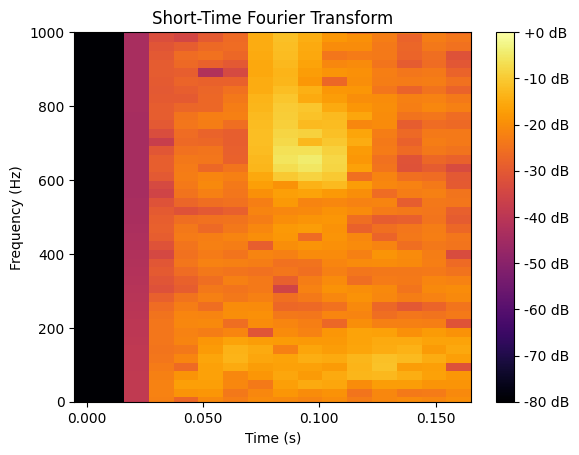 Short-Time Fourier Transform
Frequency (Hz)
1000
800
600
400
200
0
0.000
0.050
0.100
0.150
Time (s)
+0 dB
-10 dB
-20 dB
-30 dB
-40 dB
-50 dB
-60 dB
-70 dB
-80 dB